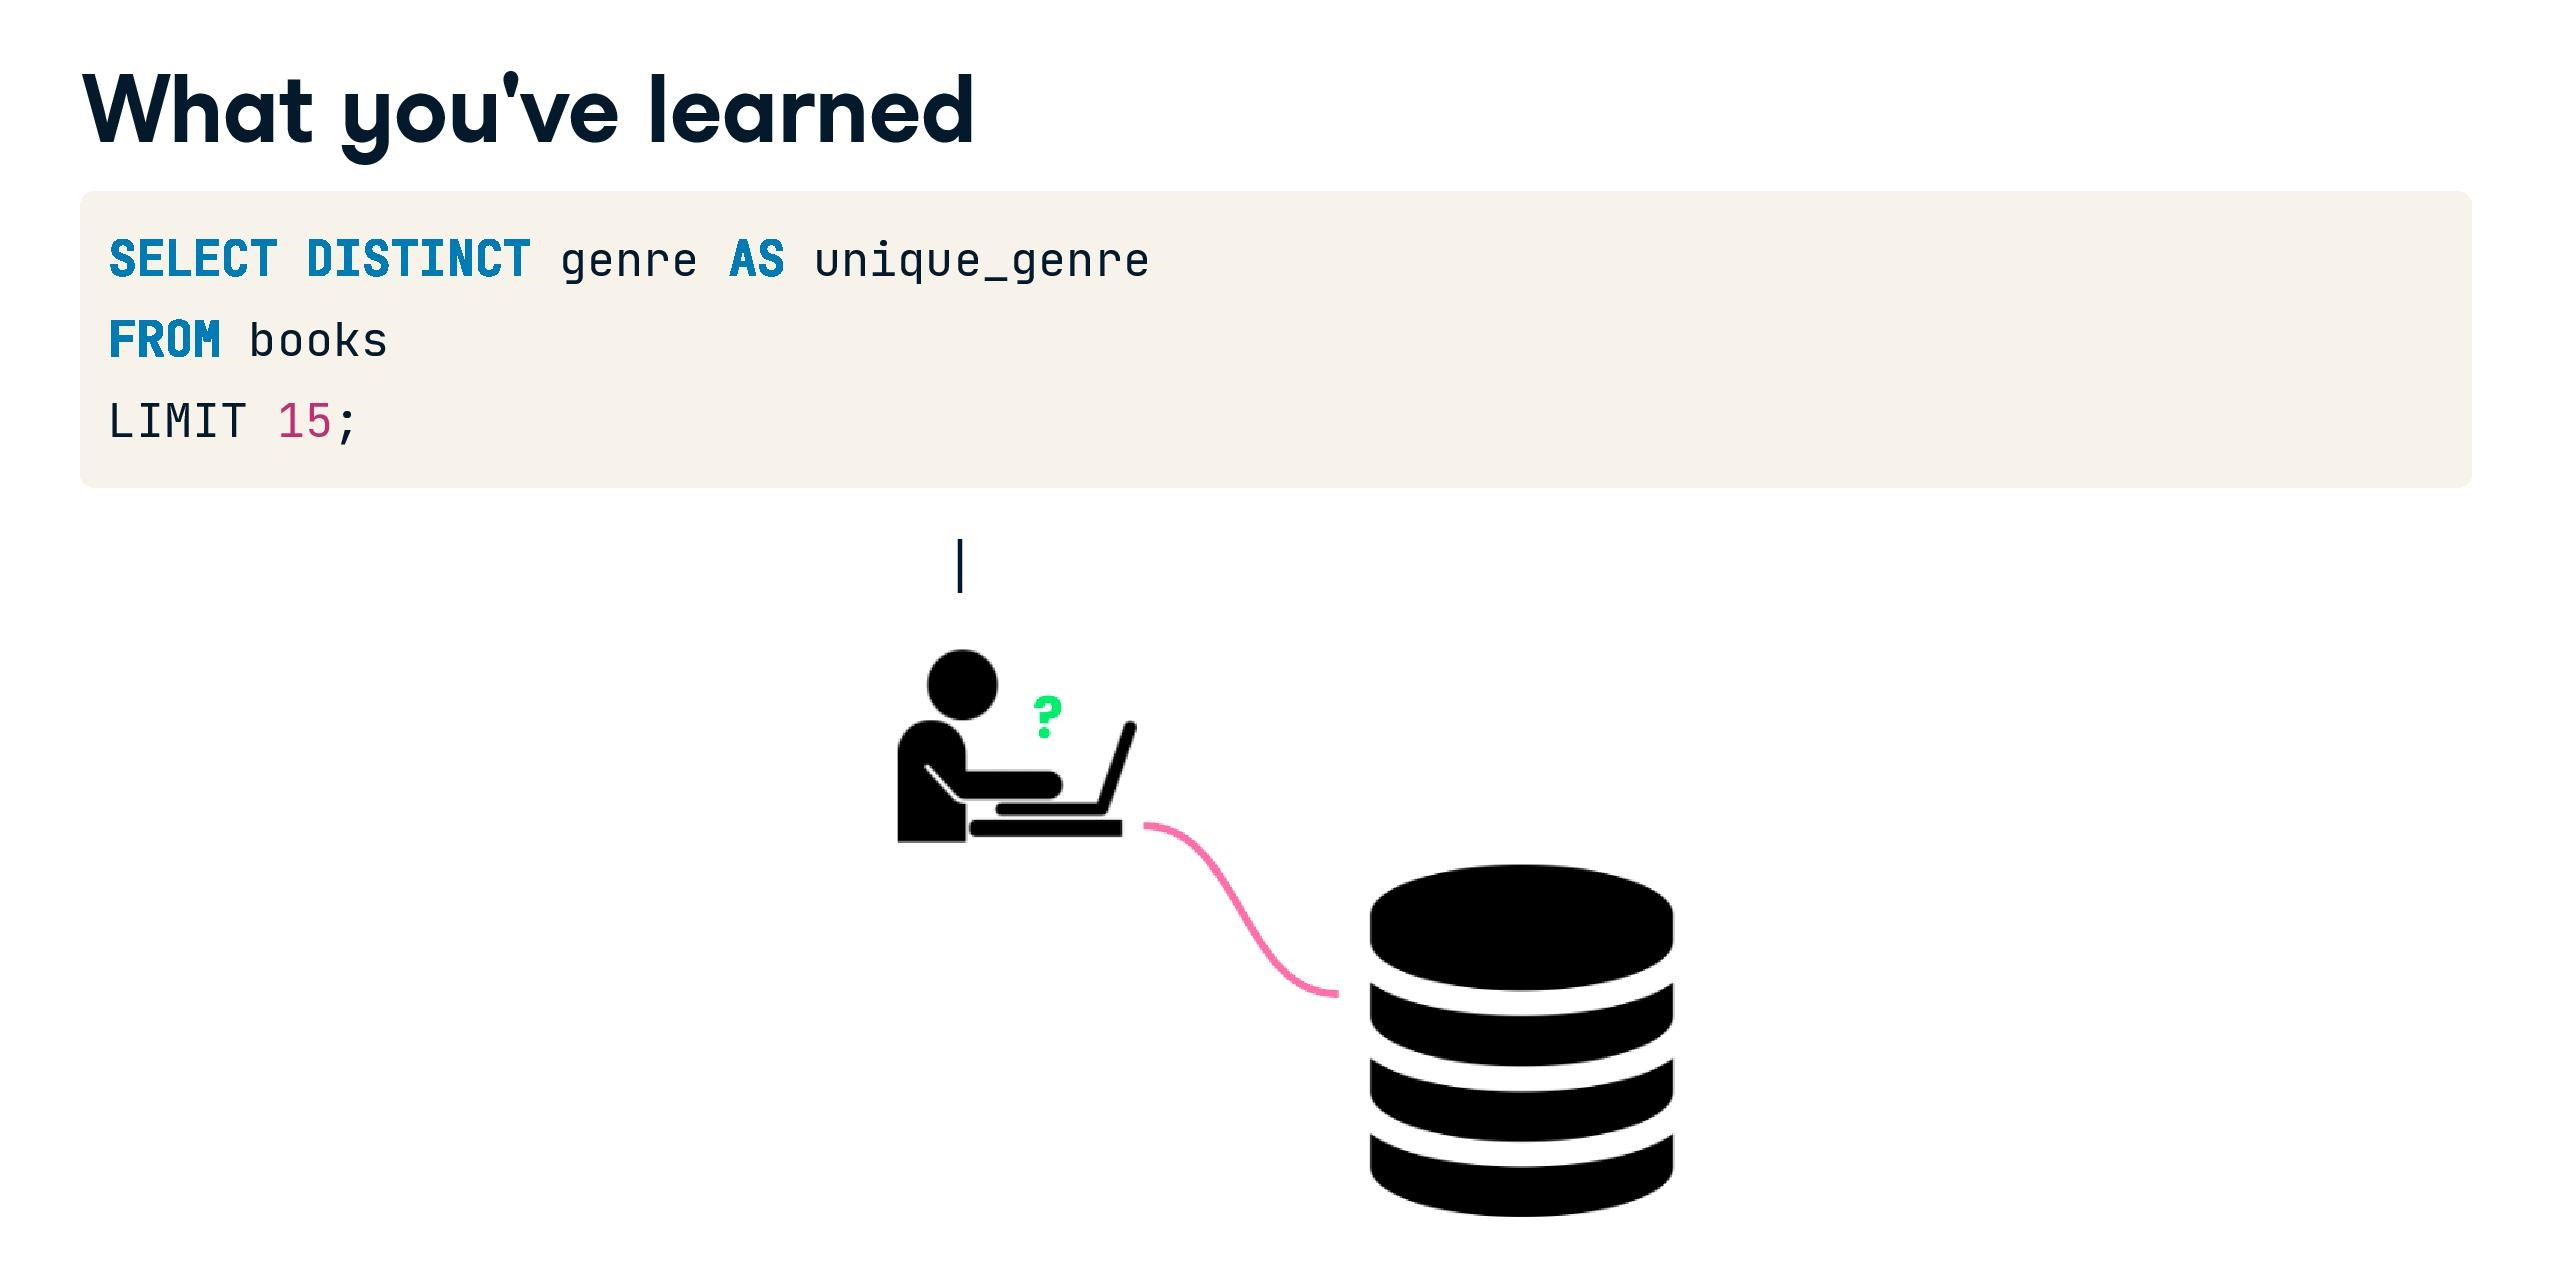 What you've learned
SELECT DISTINCT genre AS unique_genre
FROM books
LIMIT 15;
?